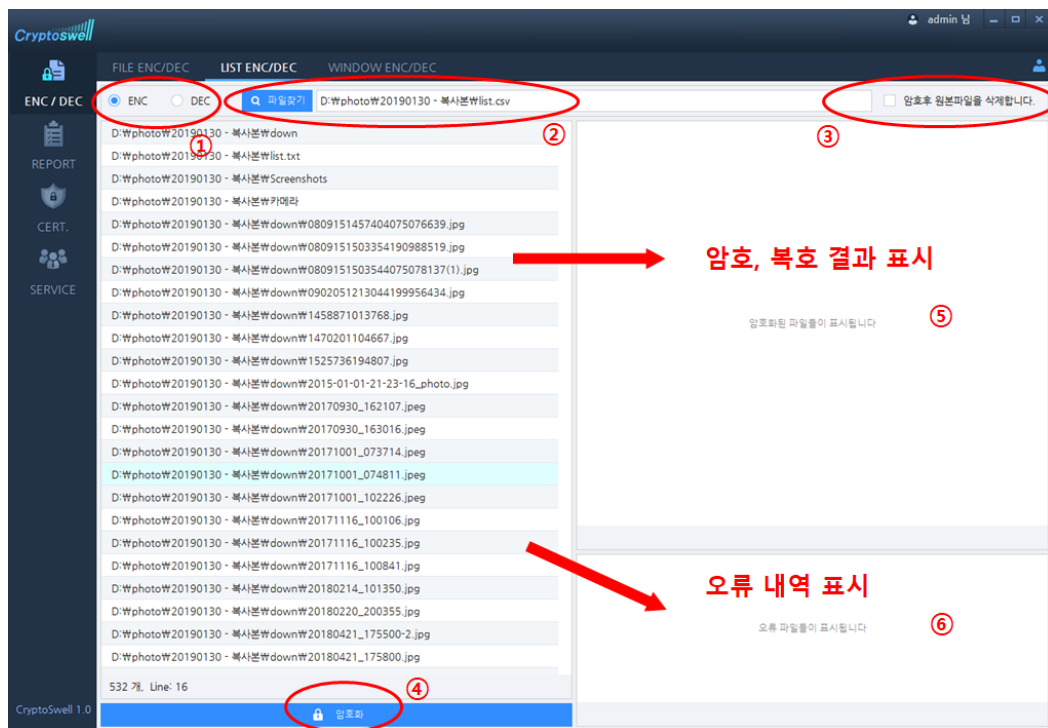 admin 님
Cryptoswell
FILE ENC/DEC LIST ENC/DEC WINDOW ENC/DEC
ENC / DEC
REPORT
CERT.
SERVICE
CryptoSwell 1.0
ENC DEC 파일찾기 D:₩photo₩20190130 - 복사본₩list.csv 암호후 원본파일을 삭제합니다.
① ② ③
D:₩photo₩20190130 - 복사본₩down
D:₩photo₩20190130 - 복사본₩list.txt
D:₩photo₩20190130 - 복사본₩Screenshots
D:₩photo₩20190130 - 복사본₩카메라
D:₩photo₩20190130 - 복사본₩down₩0809151457404075076639.jpg
D:₩photo₩20190130 - 복사본₩down₩0809151503354190988519.jpg
D:₩photo₩20190130 - 복사본₩down₩0809151503544075078137(1).jpg
D:₩photo₩20190130 - 복사본₩down₩0902051213044199956434.jpg
D:₩photo₩20190130 - 복사본₩down₩1458871013768.jpg
D:₩photo₩20190130 - 복사본₩down₩1470201104667.jpg
D:₩photo₩20190130 - 복사본₩down₩1525736194807.jpg
D:₩photo₩20190130 - 복사본₩down₩2015-01-01-21-23-16_photo.jpg
D:₩photo₩20190130 - 복사본₩down₩20170930_162107.jpeg
D:₩photo₩20190130 - 복사본₩down₩20170930_163016.jpeg
D:₩photo₩20190130 - 복사본₩down₩20171001_073714.jpeg
D:₩photo₩20190130 - 복사본₩down₩20171001_074811.jpeg
D:₩photo₩20190130 - 복사본₩down₩20171001_102226.jpeg
D:₩photo₩20190130 - 복사본₩down₩20171116_100106.jpg
D:₩photo₩20190130 - 복사본₩down₩20171116_100235.jpg
D:₩photo₩20190130 - 복사본₩down₩20171116_100841.jpg
D:₩photo₩20190130 - 복사본₩down₩20180214_101350.jpg
D:₩photo₩20190130 - 복사본₩down₩20180220_200355.jpg
D:₩photo₩20190130 - 복사본₩down₩20180421_175500-2.jpg
D:₩photo₩20190130 - 복사본₩down₩20180421_175800.jpg
532 개, Line: 16
④
암호화
암호, 복호 결과 표시
암호화된 파일들이 표시됩니다 ⑤
오류 내역 표시
오류 파일들이 표시됩니다 ⑥